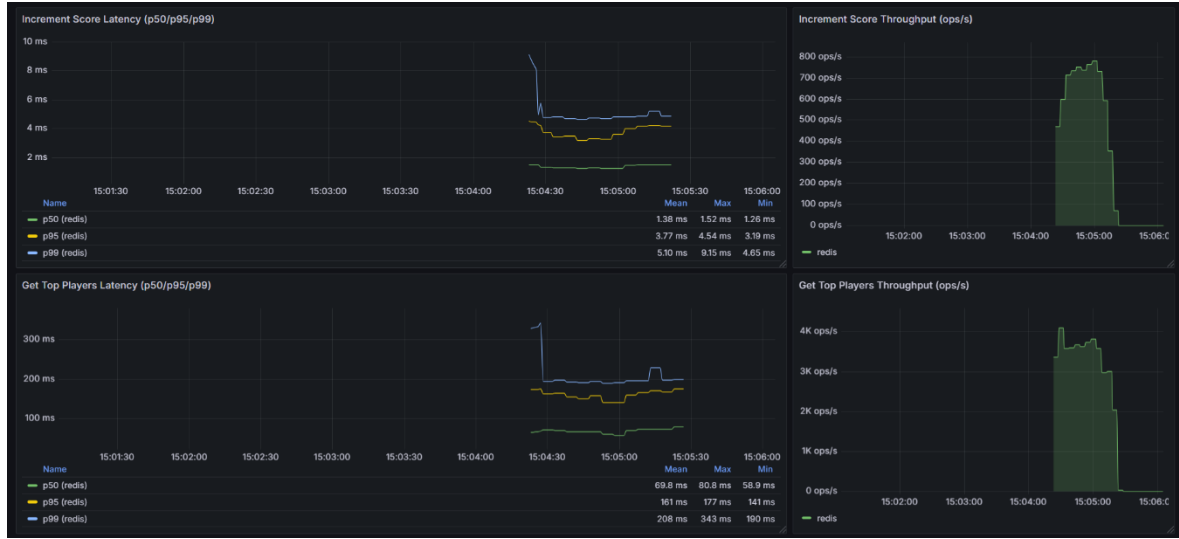 Increment Score Latency (p50/p95/p99)
10 ms
8 ms
6 ms
4 ms
2 ms
15:01:30 15:02:00 15:02:30 15:03:00 15:03:30 15:04:00 15:04:30 15:05:00 15:05:30 15:06:00
Name Mean Max Min
p50 (redis) 1.38 ms 1.52 ms 1.26 ms
p95 (redis) 3.77 ms 4.54 ms 3.19 ms
p99 (redis) 5.10 ms 9.15 ms 4.65 ms
Increment Score Throughput (ops/s)
800 ops/s
700 ops/s
600 ops/s
500 ops/s
400 ops/s
300 ops/s
200 ops/s
100 ops/s
0 ops/s
15:02:00 15:03:00 15:04:00 15:05:00 15:06:0
redis
Get Top Players Latency (p50/p95/p99)
300 ms
200 ms
100 ms
15:01:30 15:02:00 15:02:30 15:03:00 15:03:30 15:04:00 15:04:30 15:05:00 15:05:30 15:06:00
Name Mean Max Min
p50 (redis) 69.8 ms 80.8 ms 58.9 ms
p95 (redis) 161 ms 177 ms 141 ms
p99 (redis) 208 ms 343 ms 190 ms
Get Top Players Throughput (ops/s)
4K ops/s
3K ops/s
2K ops/s
1K ops/s
0 ops/s
15:02:00 15:03:00 15:04:00 15:05:00 15:06:0
redis